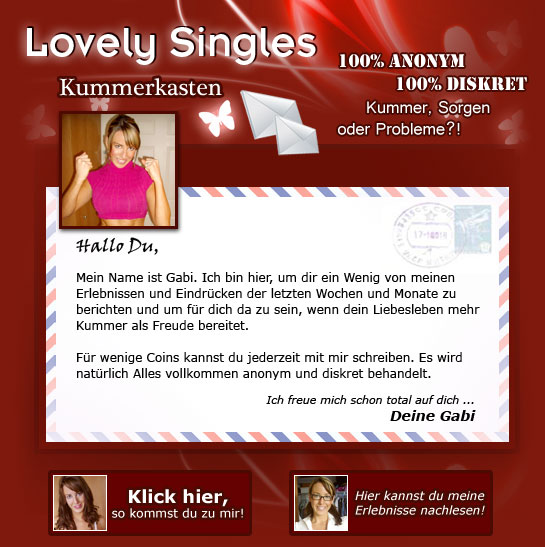 Lovely Singles
Kummerkasten
100% ANONYM
100% DISKRET
Kummer, Sorgen
oder Probleme?!
Hallo Du,
Mein Name ist Gabi. Ich bin hier, um dir ein Wenig von meinen
Erlebnissen und Eindrücken der letzten Wochen und Monate zu
berichten und um für dich da zu sein, wenn dein Liebesleben mehr
Kummer als Freude bereitet.
Für wenige Coins kannst du jederzeit mit mir schreiben. Es wird
natürlich Alles vollkommen anonym und diskret behandelt.
Ich freue mich schon total auf dich ...
Deine Gabi
Klick hier,
so kommst du zu mir!
Hier kannst du meine
Erlebnisse nachlesen!